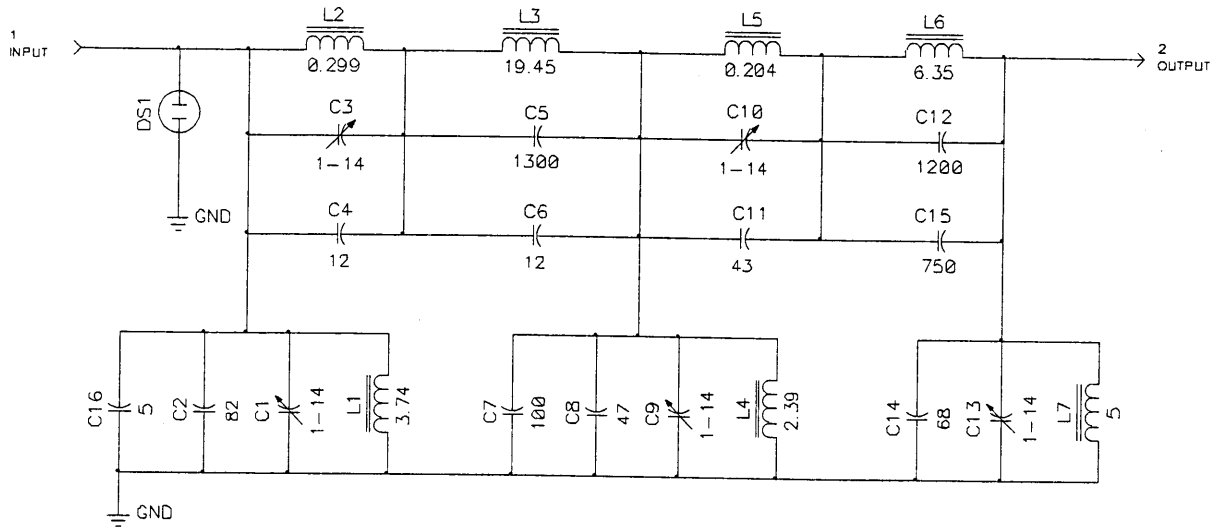 L2
L3
L5
L6
1
INPUT
2
OUTPUT
0.299
19.45
0.204
6.35
DS1
C3
C5
C10
C12
1-14
1300
1-14
1200
GND
C4
C6
C11
C15
12
12
43
750
C16
5
C2
82
C1
1-14
L1
3.74
C7
100
C8
47
C9
1-14
L4
2.39
C14
68
C13
1-14
L7
5
GND